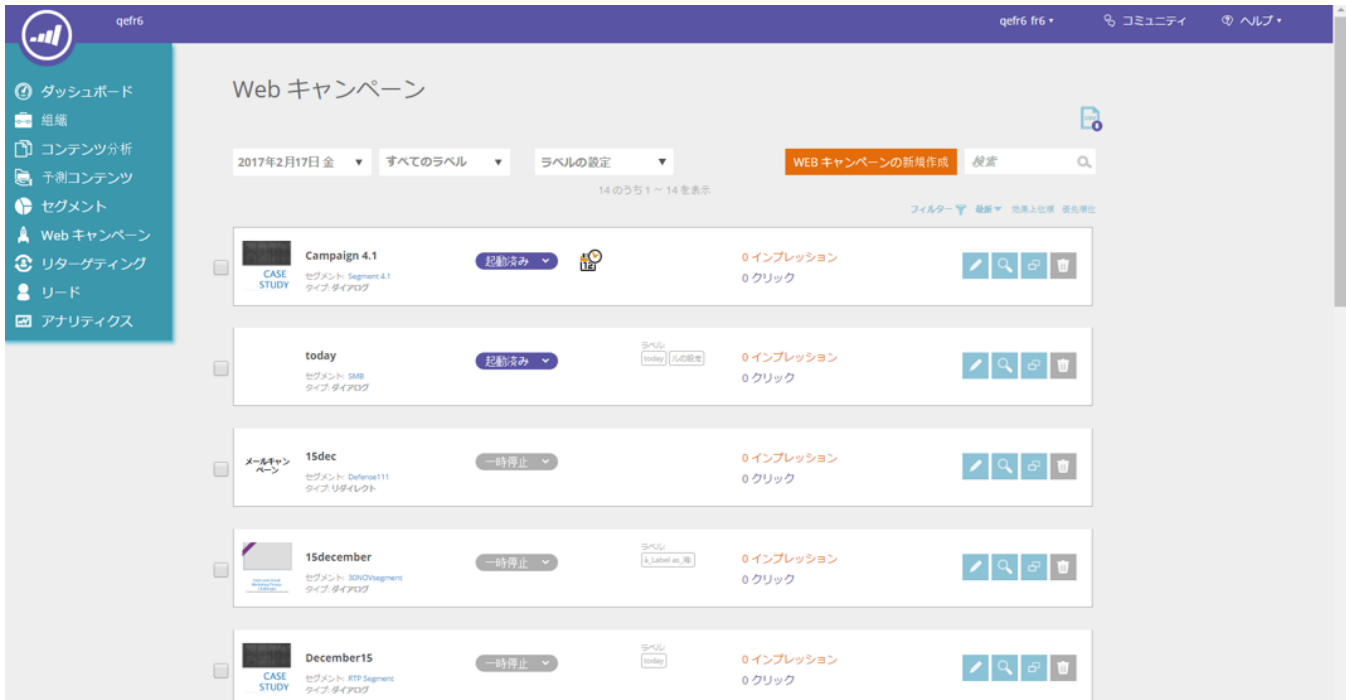 qefr6
qefr6 fr6
コミュニティ
ヘルプ
ダッシュボード
組織
コンテンツ分析
予測コンテンツ
セグメント
Web キャンペーン
リターゲティング
リード
アナリティクス
Web キャンペーン
2017年2月17日 金
すべてのラベル
ラベルの設定
WEB キャンペーンの新規作成
検索
14 のうち 1 ~ 14 を表示
フィルター 最新 効果上位順 優先順位
CASE STUDY
Campaign 4.1
セグメント: Segment 4.1
タイプ: ダイアログ
起動済み
12
0 インプレッション
0 クリック
today
セグメント: SMB
タイプ: ダイアログ
起動済み
ラベル:
today ルの設定
0 インプレッション
0 クリック
メールキャンペーン
15dec
セグメント: Defense111
タイプ: リダイレクト
一時停止
0 インプレッション
0 クリック
15december
セグメント: 30NOVsegment
タイプ: ダイアログ
一時停止
ラベル:
0 インプレッション
0 クリック
CASE STUDY
December15
セグメント: RTP Segment
タイプ: ダイアログ
一時停止
ラベル:
today
0 インプレッション
0 クリック